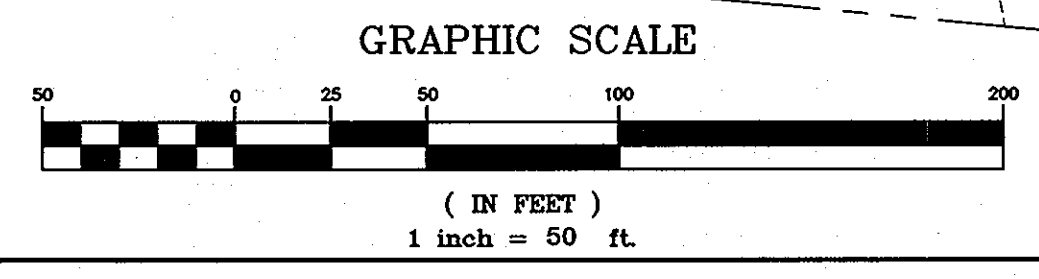 GRAPHIC SCALE
50 0 25 50 100 200
( IN FEET )
1 inch = 50 ft.